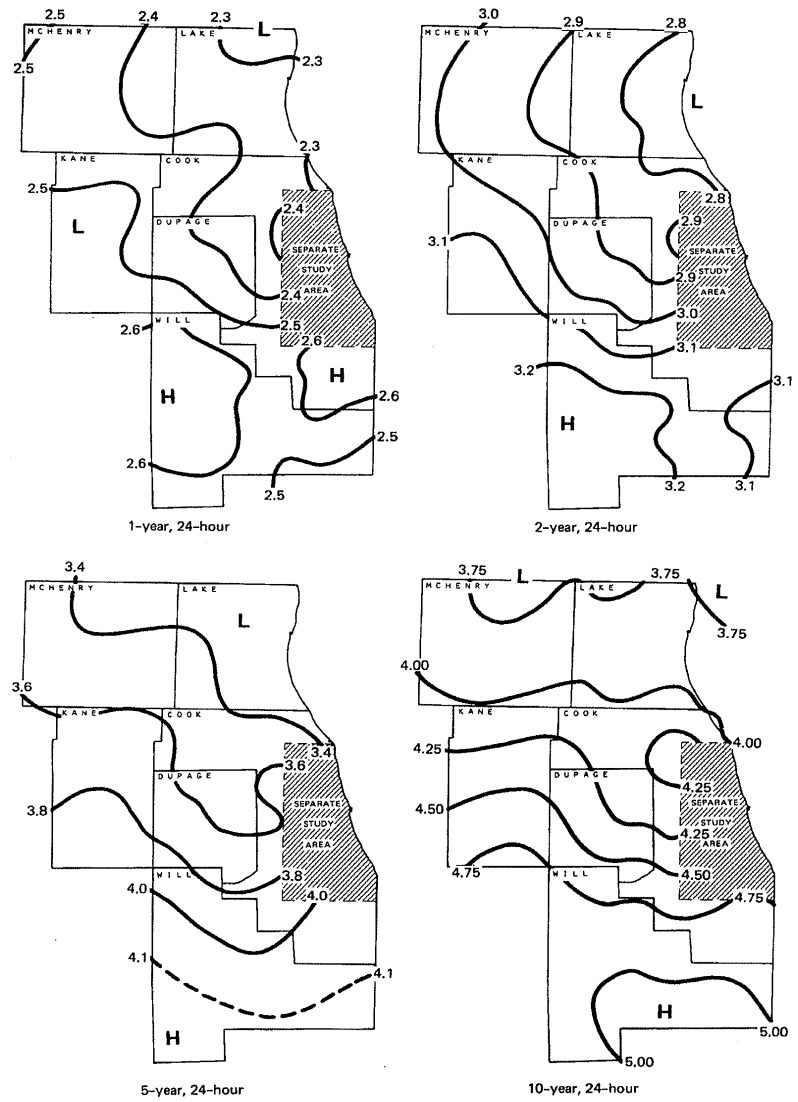 2.5
2.4
2.3
L
MCHENRY
LAKE
2.5
2.3
2.3
KANE
COOK
2.5
2.4
L
DUPAGE
SEPARATE
STUDY
AREA
2.4
2.5
WILL
2.6
2.6
H
H
2.6
2.5
2.6
2.5
1-year, 24-hour
3.0
2.9
2.8
MCHENRY
LAKE
L
KANE
COOK
2.8
DUPAGE
2.9
3.1
SEPARATE
STUDY
AREA
2.9
3.0
WILL
3.1
3.2
3.1
H
3.2
3.1
2-year, 24-hour
3.4
MCHENRY
LAKE
L
3.6
KANE
COOK
3.4
DUPAGE
3.6
3.8
SEPARATE
STUDY
AREA
WILL
3.8
4.0
4.0
4.1
4.1
H
5-year, 24-hour
3.75
L
3.75
MCHENRY
LAKE
L
3.75
4.00
KANE
COOK
4.25
4.00
DUPAGE
4.25
4.50
SEPARATE
STUDY
4.25
AREA
4.75
WILL
4.50
4.75
H
5.00
5.00
10-year, 24-hour